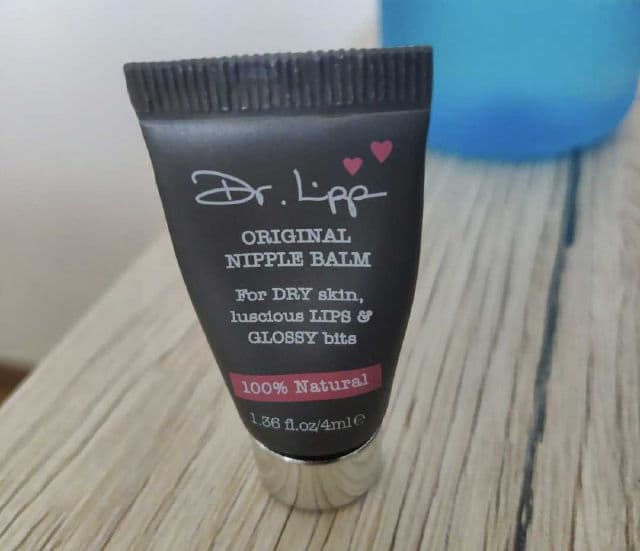 Dr. Lipp
ORIGINAL
NIPPLE BALM
For DRY skin,
luscious LIPS &
GLOSSY bits
100% Natural
1.36 fl.oz/4ml e